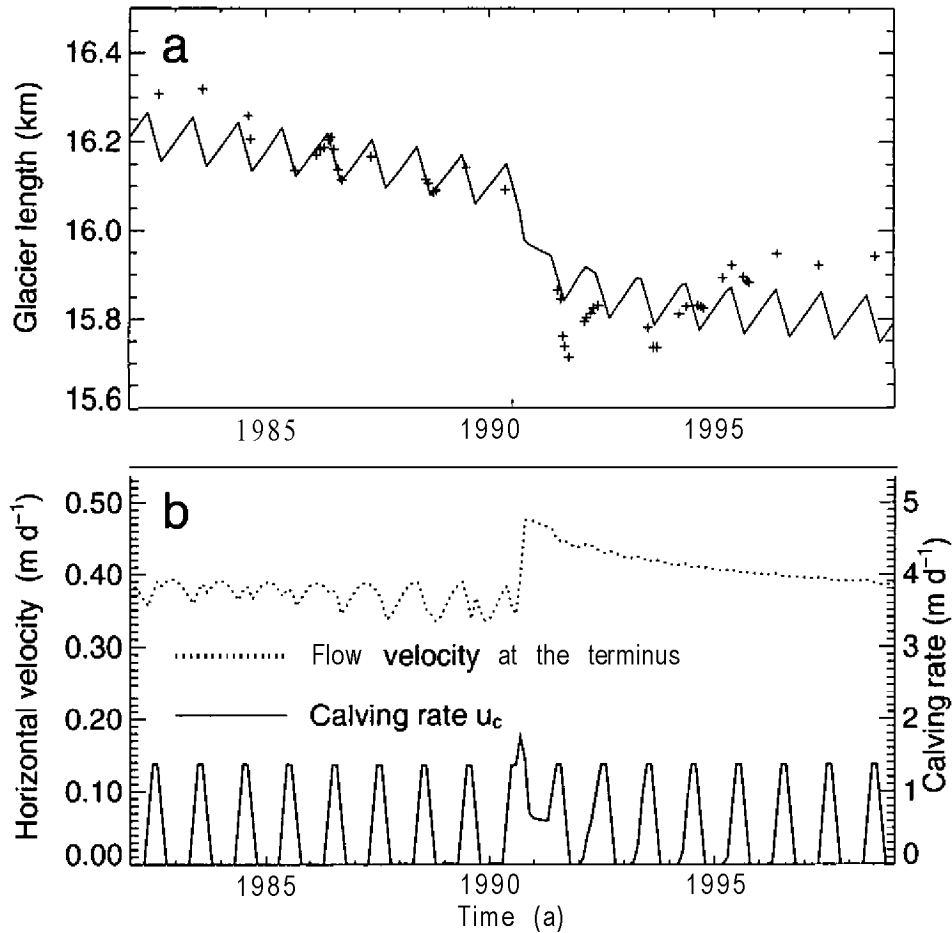 a
Glacier length (km)
16.4
16.2
16.0
15.8
15.6
1985
1990
1995
b
Horizontal velocity (m d⁻¹)
0.50
0.40
0.30
0.20
0.10
0.00
Flow velocity at the terminus
Calving rate u_c
5
4
3
2
1
0
Calving rate (m d⁻¹)
1985
1990
1995
Time (a)